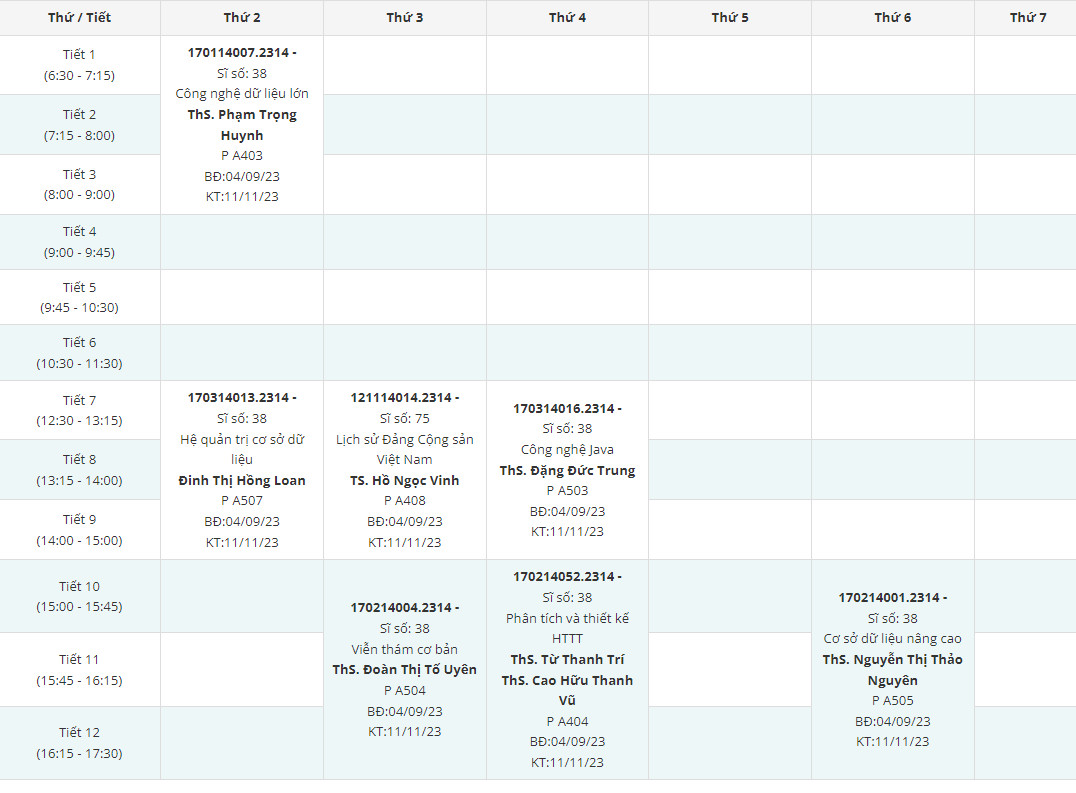 Thứ / Tiết
Thứ 2
Thứ 3
Thứ 4
Thứ 5
Thứ 6
Thứ 7
Tiết 1
(6:30 - 7:15)
170114007.2314 -
Sĩ số: 38
Công nghệ dữ liệu lớn
ThS. Phạm Trọng
Huynh
P A403
BĐ:04/09/23
KT:11/11/23
Tiết 2
(7:15 - 8:00)
Tiết 3
(8:00 - 9:00)
Tiết 4
(9:00 - 9:45)
Tiết 5
(9:45 - 10:30)
Tiết 6
(10:30 - 11:30)
Tiết 7
(12:30 - 13:15)
170314013.2314 -
Sĩ số: 38
Hệ quản trị cơ sở dữ
liệu
Đinh Thị Hồng Loan
P A507
BĐ:04/09/23
KT:11/11/23
121114014.2314 -
Sĩ số: 75
Lịch sử Đảng Cộng sản
Việt Nam
TS. Hồ Ngọc Vinh
P A408
BĐ:04/09/23
KT:11/11/23
170314016.2314 -
Sĩ số: 38
Công nghệ Java
ThS. Đặng Đức Trung
P A503
BĐ:04/09/23
KT:11/11/23
Tiết 8
(13:15 - 14:00)
Tiết 9
(14:00 - 15:00)
Tiết 10
(15:00 - 15:45)
170214004.2314 -
Sĩ số: 38
Viễn thám cơ bản
ThS. Đoàn Thị Tố Uyên
P A504
BĐ:04/09/23
KT:11/11/23
170214052.2314 -
Sĩ số: 38
Phân tích và thiết kế
HTTT
ThS. Từ Thanh Trí
ThS. Cao Hữu Thanh
Vũ
P A404
BĐ:04/09/23
KT:11/11/23
170214001.2314 -
Sĩ số: 38
Cơ sở dữ liệu nâng cao
ThS. Nguyễn Thị Thảo
Nguyên
P A505
BĐ:04/09/23
KT:11/11/23
Tiết 11
(15:45 - 16:15)
Tiết 12
(16:15 - 17:30)